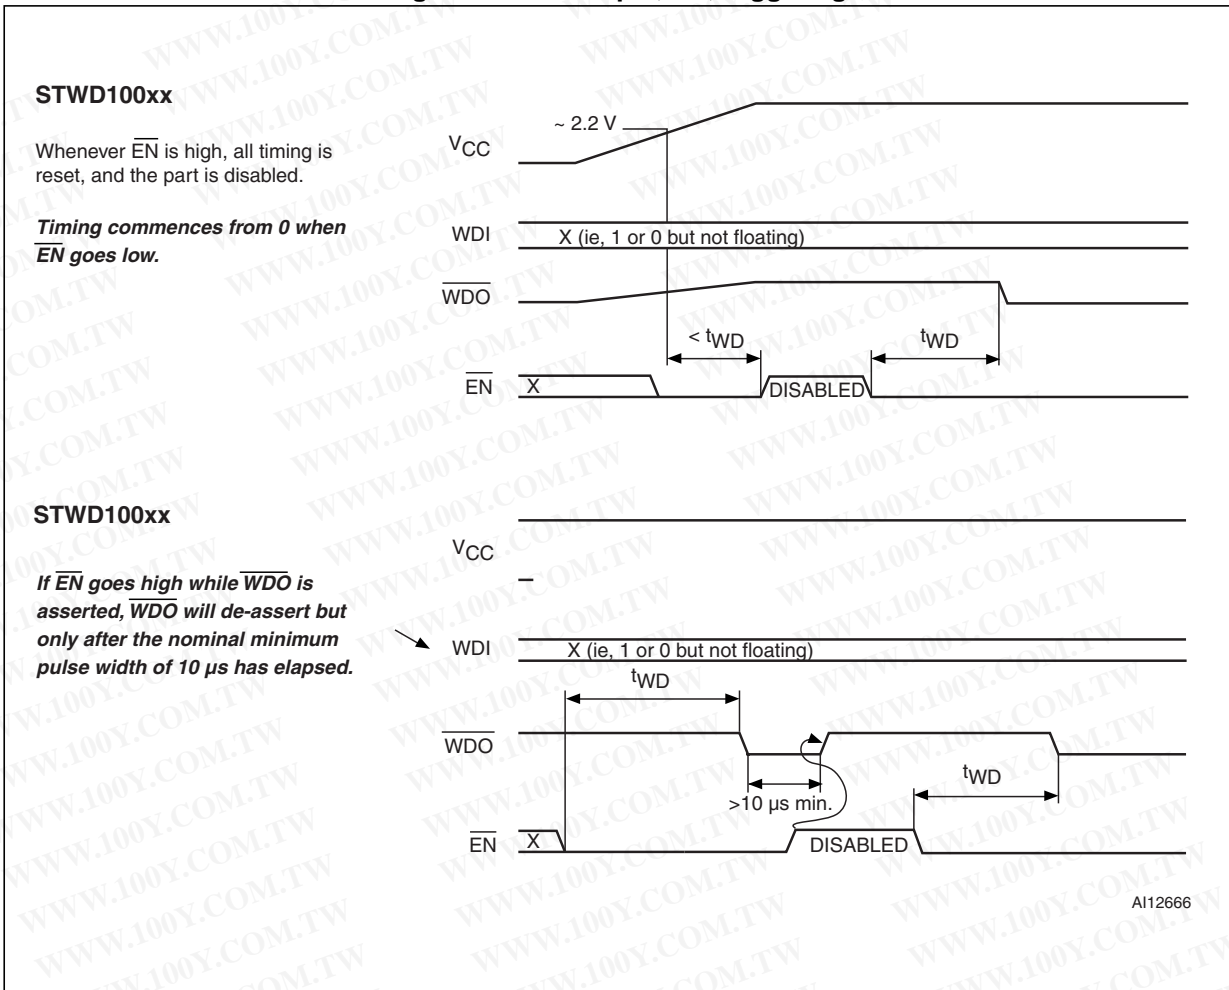 STWD100xx
Whenever EN is high, all timing is
reset, and the part is disabled.
Timing commences from 0 when
EN goes low.
~ 2.2 V
VCC
WDI
X (ie, 1 or 0 but not floating)
WDO
< tWD
tWD
EN
X
DISABLED
STWD100xx
If EN goes high while WDO is
asserted, WDO will de-assert but
only after the nominal minimum
pulse width of 10 µs has elapsed.
VCC
WDI
X (ie, 1 or 0 but not floating)
tWD
WDO
>10 µs min.
tWD
EN
X
DISABLED
AI12666
WWW.100Y.COM.TW